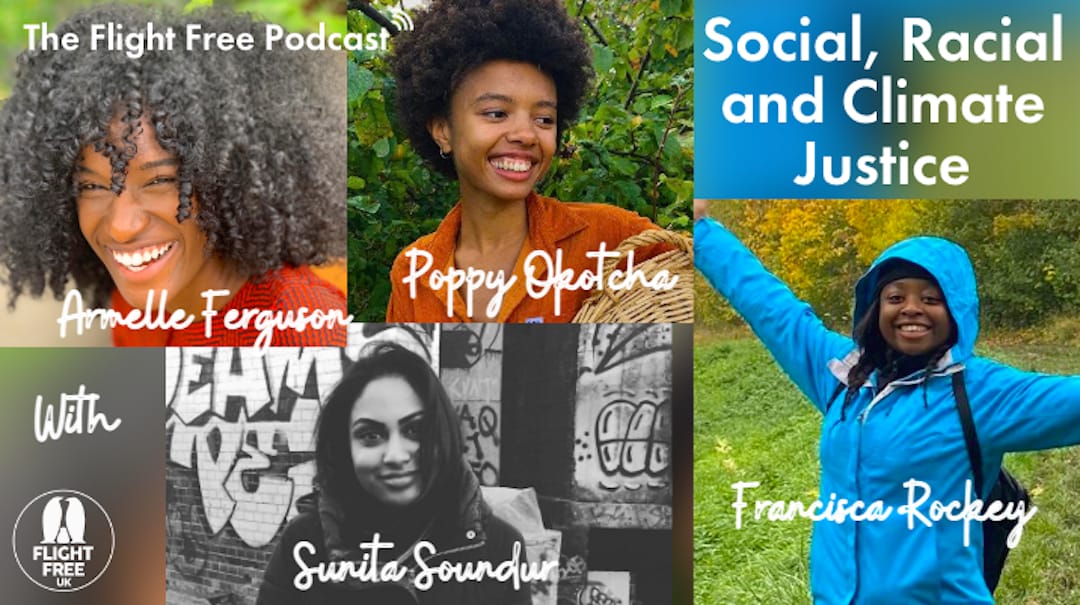 The Flight Free Podcast
Social, Racial
and Climate
Justice
Armelle Ferguson
Poppy Okotcha
With
Sunita Soundur
Francisca Rockey
FLIGHT
FREE
UK
EAM